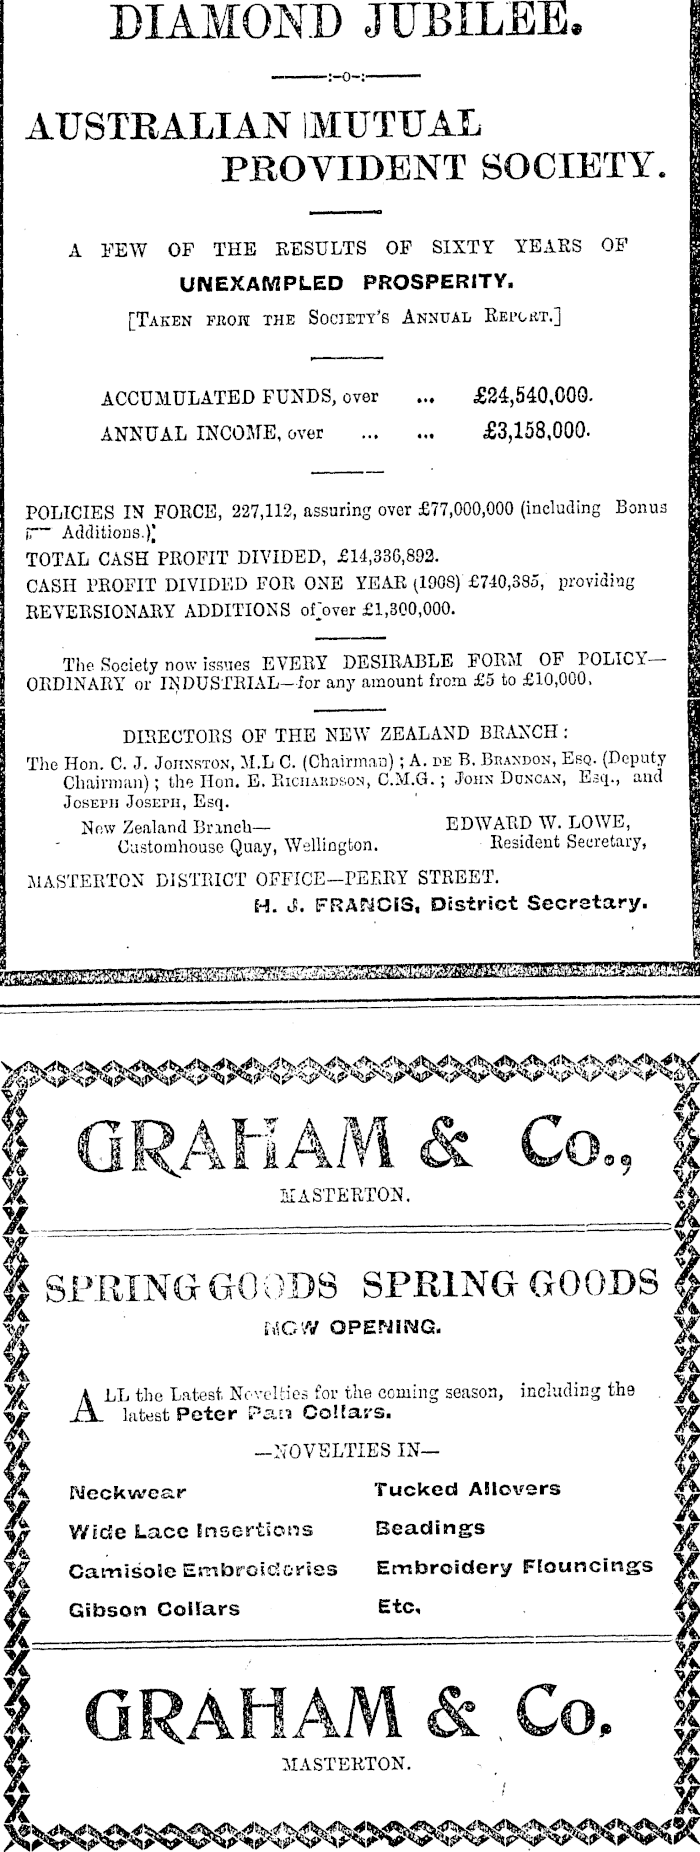 DIAMOND JUBILEE.
——:-o-:——
AUSTRALIAN MUTUAL
PROVIDENT SOCIETY.
A FEW OF THE RESULTS OF SIXTY YEARS OF
UNEXAMPLED PROSPERITY.
[TAKEN FROM THE SOCIETY'S ANNUAL REPORT.]
ACCUMULATED FUNDS, over ... £24,540,000.
ANNUAL INCOME, over ... ... £3,158,000.
POLICIES IN FORCE, 227,112, assuring over £77,000,000 (including Bonus
Additions.);
TOTAL CASH PROFIT DIVIDED, £14,336,892.
CASH PROFIT DIVIDED FOR ONE YEAR (1908) £740,385, providing
REVERSIONARY ADDITIONS of over £1,300,000.
The Society now issues EVERY DESIRABLE FORM OF POLICY—
ORDINARY or INDUSTRIAL—for any amount from £5 to £10,000.
DIRECTORS OF THE NEW ZEALAND BRANCH:
The Hon. C. J. JOHNSTON, M.L C. (Chairman) ; A. DE B. BRANDON, ESQ. (Deputy
Chairman) ; the Hon. E. RICHARDSON, C.M.G. ; JOHN DUNCAN, Esq., and
JOSEPH JOSEPH, Esq.
New Zealand Branch— EDWARD W. LOWE,
Customhouse Quay, Wellington. Resident Secretary,
MASTERTON DISTRICT OFFICE—PERRY STREET.
H. J. FRANCIS, District Secretary.
GRAHAM & Co.,
MASTERTON.
SPRING GOODS SPRING GOODS
NOW OPENING.
ALL the Latest Novelties for the coming season, including the
latest Peter Pan Collars.
—NOVELTIES IN—
Neckwear Tucked Allovers
Wide Lace Insertions Beadings
Camisole Embroideries Embroidery Flouncings
Gibson Collars Etc.
GRAHAM & Co.
MASTERTON.